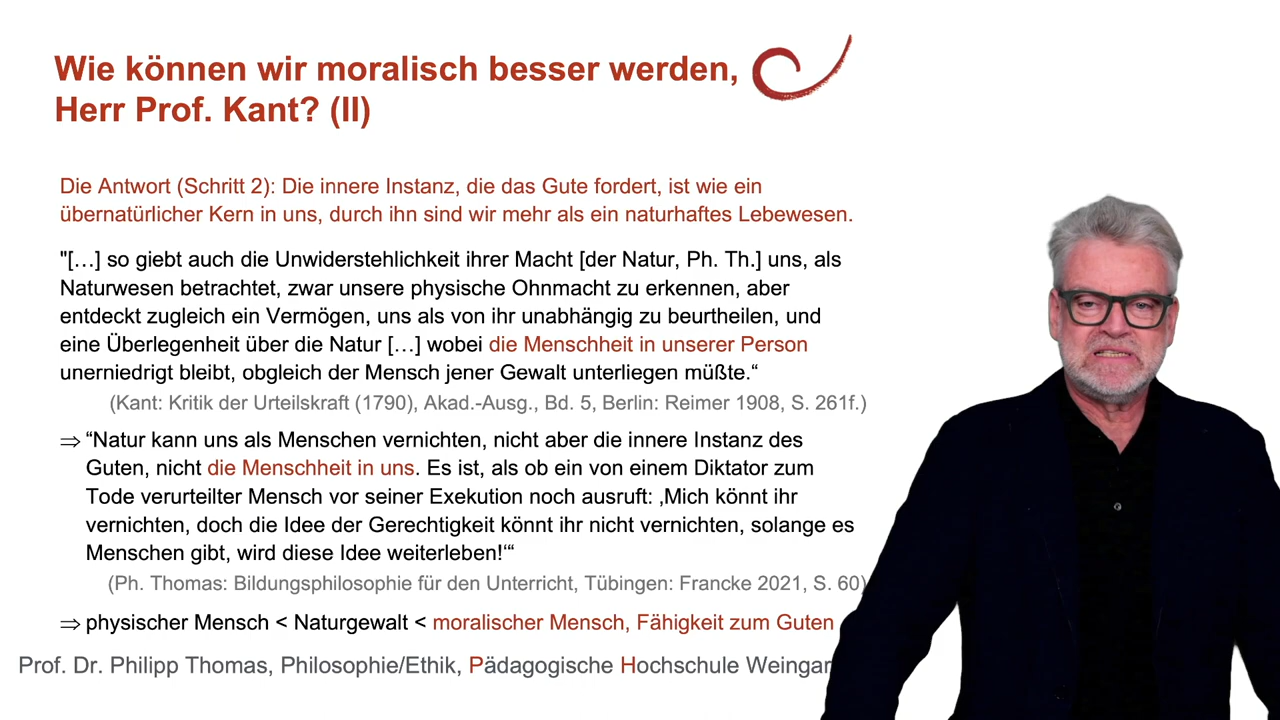 Wie können wir moralisch besser werden,
Herr Prof. Kant? (II)
Die Antwort (Schritt 2): Die innere Instanz, die das Gute fordert, ist wie ein
übernatürlicher Kern in uns, durch ihn sind wir mehr als ein naturhaftes Lebewesen.
"[…] so giebt auch die Unwiderstehlichkeit ihrer Macht [der Natur, Ph. Th.] uns, als
Naturwesen betrachtet, zwar unsere physische Ohnmacht zu erkennen, aber
entdeckt zugleich ein Vermögen, uns als von ihr unabhängig zu beurtheilen, und
eine Überlegenheit über die Natur […] wobei die Menschheit in unserer Person
unerniedrigt bleibt, obgleich der Mensch jener Gewalt unterliegen müßte.“
(Kant: Kritik der Urteilskraft (1790), Akad.-Ausg., Bd. 5, Berlin: Reimer 1908, S. 261f.)
⇒ “Natur kann uns als Menschen vernichten, nicht aber die innere Instanz des
Guten, nicht die Menschheit in uns. Es ist, als ob ein von einem Diktator zum
Tode verurteilter Mensch vor seiner Exekution noch ausruft: ‚Mich könnt ihr
vernichten, doch die Idee der Gerechtigkeit könnt ihr nicht vernichten, solange es
Menschen gibt, wird diese Idee weiterleben!‘“
(Ph. Thomas: Bildungsphilosophie für den Unterricht, Tübingen: Francke 2021, S. 60)
⇒ physischer Mensch < Naturgewalt < moralischer Mensch, Fähigkeit zum Guten
Prof. Dr. Philipp Thomas, Philosophie/Ethik, Pädagogische Hochschule Weingar